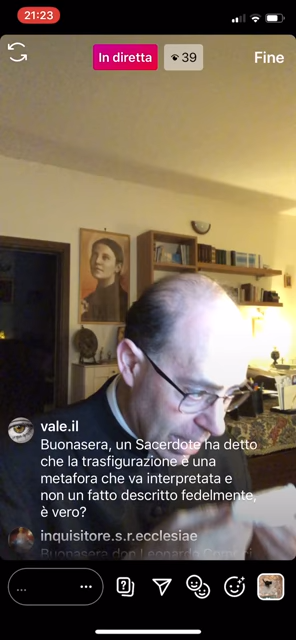 21:23
In diretta
39
Fine
vale.il
Buonasera, un Sacerdote ha detto
che la trasfigurazione è una
metafora che va interpretata e
non un fatto descritto fedelmente,
è vero?
inquisitore.s.r.ecclesiae
Buonasera don Leonardo